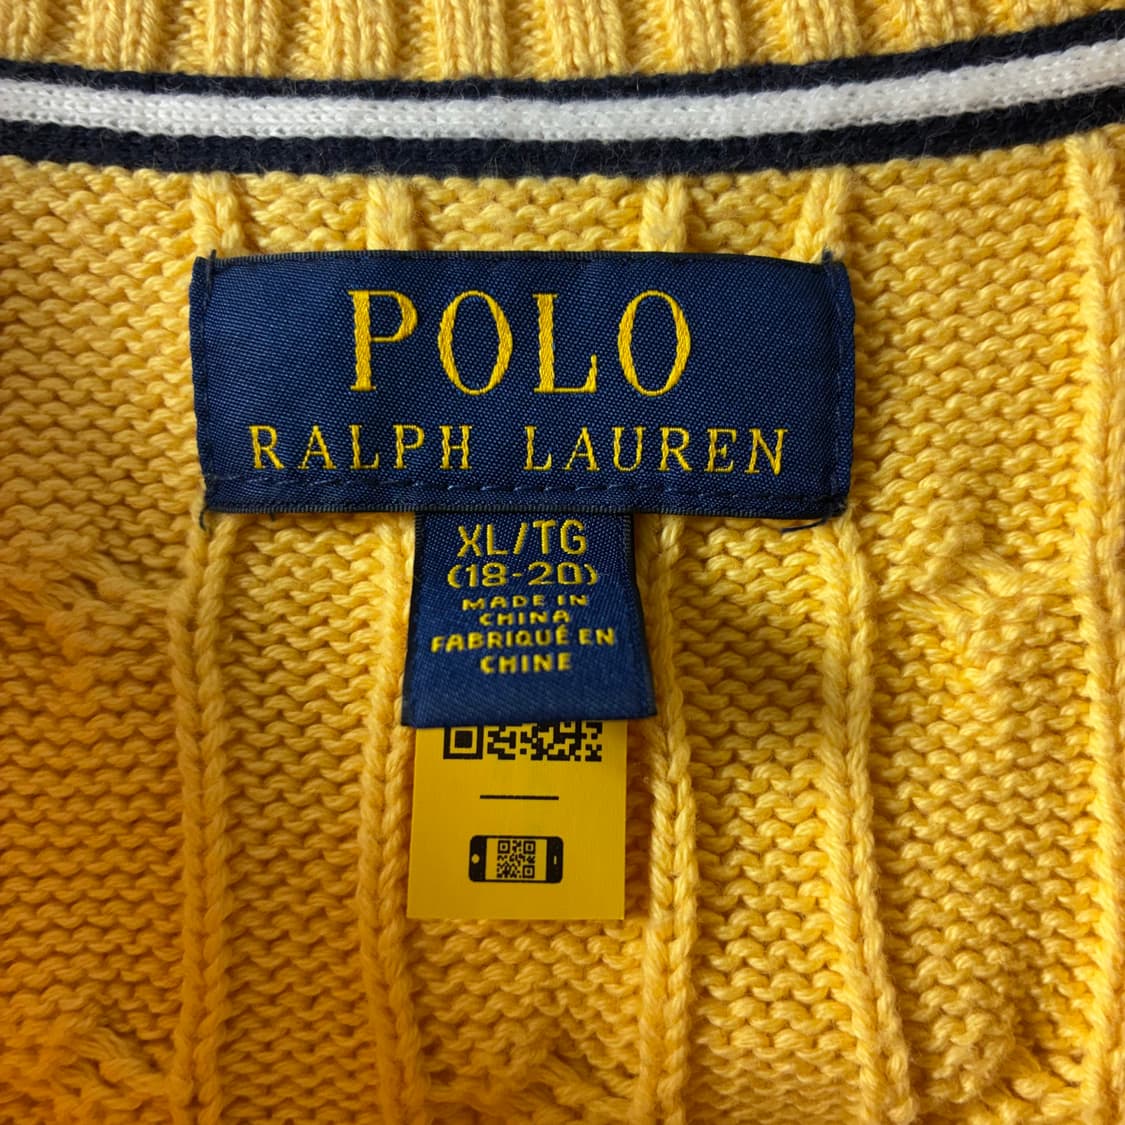 POLO
RALPH LAUREN
XL/TG
(18-20)
MADE IN
CHINA
FABRIQUÉ EN
CHINE